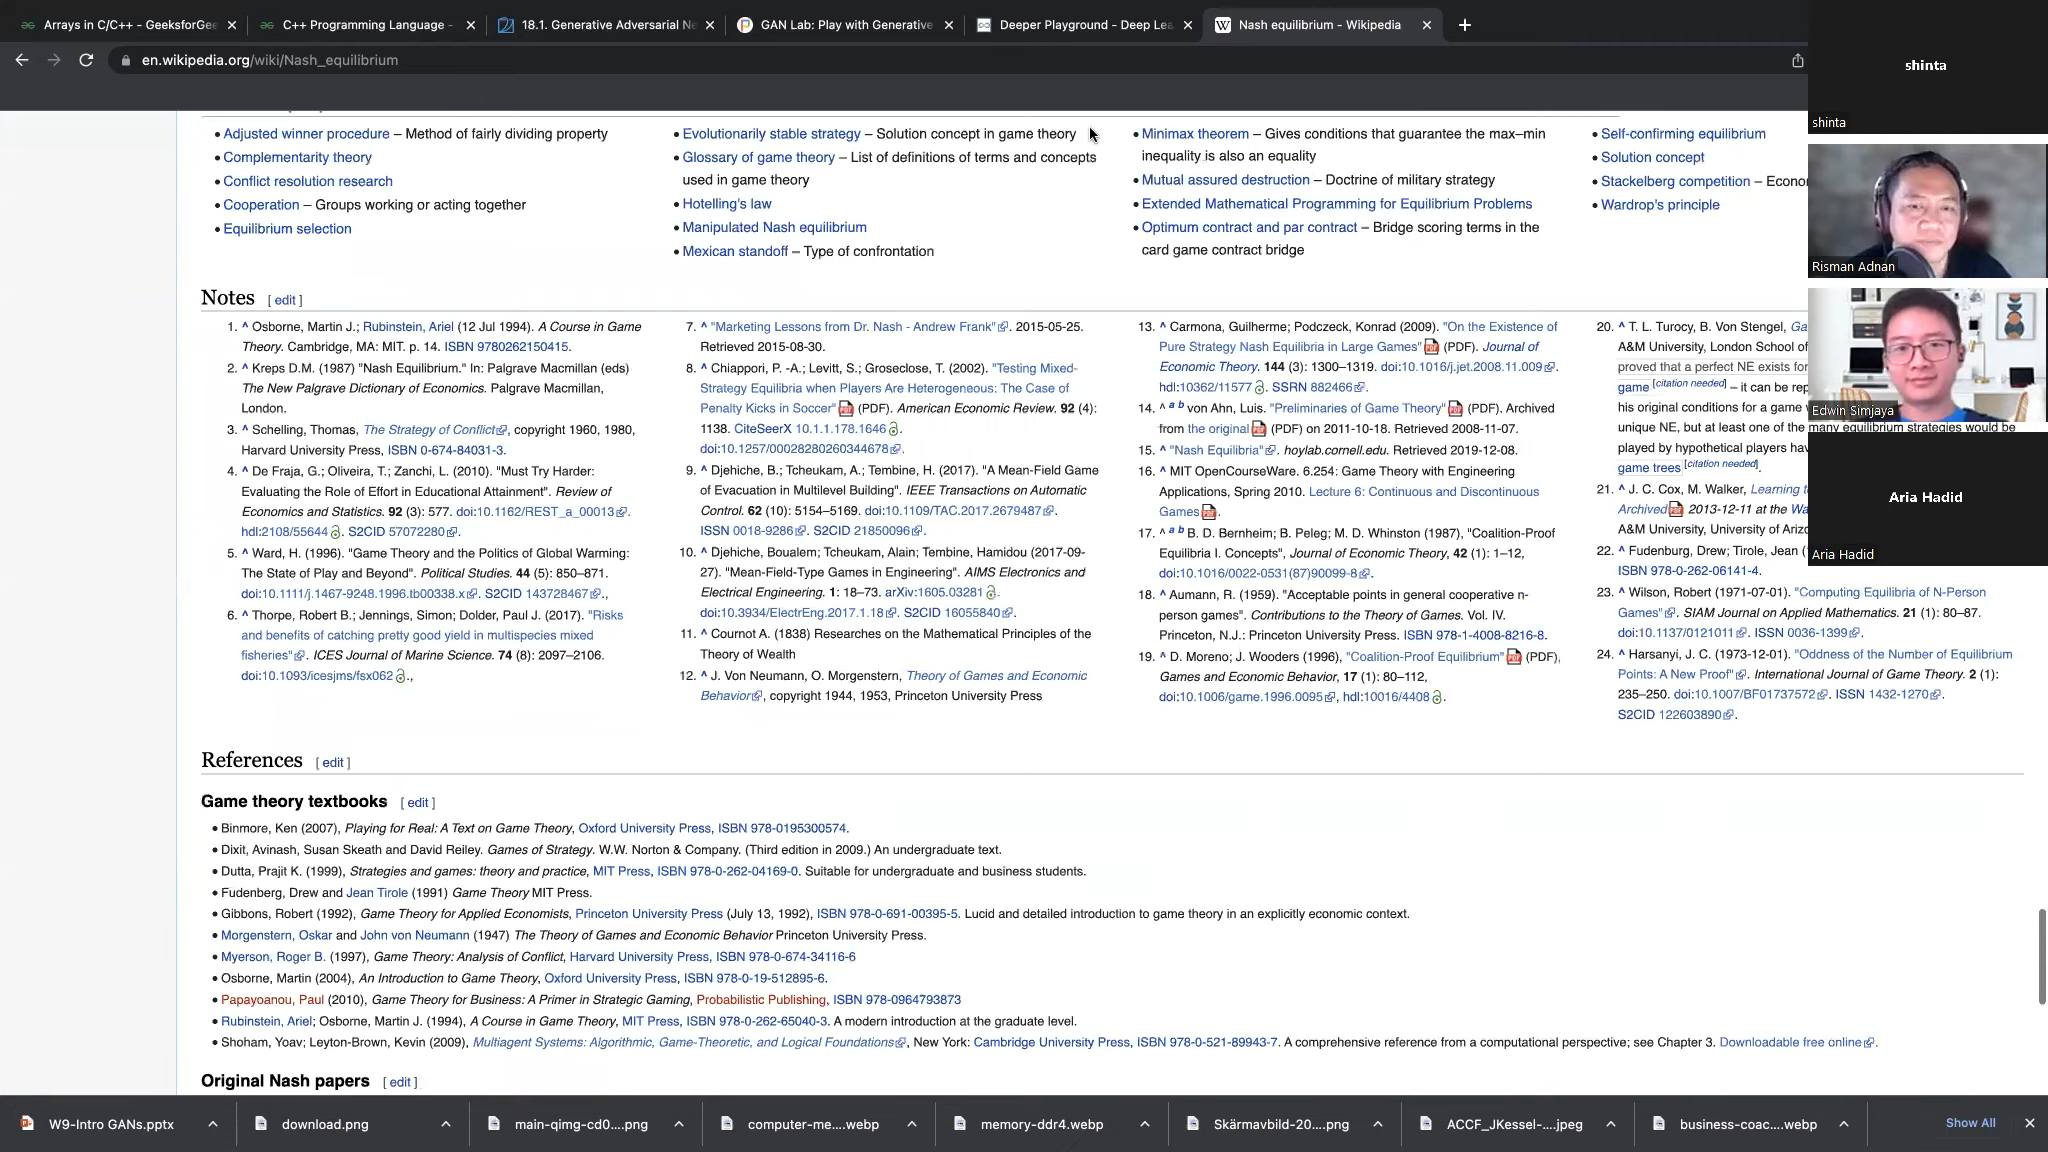 Arrays in C/C++ - GeeksforGee
C++ Programming Language -
18.1. Generative Adversarial Ne
GAN Lab: Play with Generative
Deeper Playground - Deep Lea
Nash equilibrium - Wikipedia
en.wikipedia.org/wiki/Nash_equilibrium
• Adjusted winner procedure – Method of fairly dividing property
• Complementarity theory
• Conflict resolution research
• Cooperation – Groups working or acting together
• Equilibrium selection
• Evolutionarily stable strategy – Solution concept in game theory
• Glossary of game theory – List of definitions of terms and concepts
used in game theory
• Hotelling's law
• Manipulated Nash equilibrium
• Mexican standoff – Type of confrontation
• Minimax theorem – Gives conditions that guarantee the max–min
inequality is also an equality
• Mutual assured destruction – Doctrine of military strategy
• Extended Mathematical Programming for Equilibrium Problems
• Optimum contract and par contract – Bridge scoring terms in the
card game contract bridge
• Self-confirming equilibrium
• Solution concept
• Stackelberg competition – Econo
• Wardrop's principle
Notes [ edit ]
1. ^ Osborne, Martin J.; Rubinstein, Ariel (12 Jul 1994). A Course in Game
Theory. Cambridge, MA: MIT. p. 14. ISBN 9780262150415.
2. ^ Kreps D.M. (1987) "Nash Equilibrium." In: Palgrave Macmillan (eds)
The New Palgrave Dictionary of Economics. Palgrave Macmillan,
London.
3. ^ Schelling, Thomas, The Strategy of Conflict, copyright 1960, 1980,
Harvard University Press, ISBN 0-674-84031-3.
4. ^ De Fraja, G.; Oliveira, T.; Zanchi, L. (2010). "Must Try Harder:
Evaluating the Role of Effort in Educational Attainment". Review of
Economics and Statistics. 92 (3): 577. doi:10.1162/REST_a_00013.
hdl:2108/55644. S2CID 57072280.
5. ^ Ward, H. (1996). "Game Theory and the Politics of Global Warming:
The State of Play and Beyond". Political Studies. 44 (5): 850–871.
doi:10.1111/j.1467-9248.1996.tb00338.x. S2CID 143728467.,
6. ^ Thorpe, Robert B.; Jennings, Simon; Dolder, Paul J. (2017). "Risks
and benefits of catching pretty good yield in multispecies mixed
fisheries". ICES Journal of Marine Science. 74 (8): 2097–2106.
doi:10.1093/icesjms/fsx062.,
7. ^ "Marketing Lessons from Dr. Nash - Andrew Frank". 2015-05-25.
Retrieved 2015-08-30.
8. ^ Chiappori, P. -A.; Levitt, S.; Groseclose, T. (2002). "Testing Mixed-
Strategy Equilibria when Players Are Heterogeneous: The Case of
Penalty Kicks in Soccer" (PDF). American Economic Review. 92 (4):
1138. CiteSeerX 10.1.1.178.1646.
doi:10.1257/00028280260344678.
9. ^ Djehiche, B.; Tcheukam, A.; Tembine, H. (2017). "A Mean-Field Game
of Evacuation in Multilevel Building". IEEE Transactions on Automatic
Control. 62 (10): 5154–5169. doi:10.1109/TAC.2017.2679487.
ISSN 0018-9286. S2CID 21850096.
10. ^ Djehiche, Boualem; Tcheukam, Alain; Tembine, Hamidou (2017-09-
27). "Mean-Field-Type Games in Engineering". AIMS Electronics and
Electrical Engineering. 1: 18–73. arXiv:1605.03281.
doi:10.3934/ElectrEng.2017.1.18. S2CID 16055840.
11. ^ Cournot A. (1838) Researches on the Mathematical Principles of the
Theory of Wealth
12. ^ J. Von Neumann, O. Morgenstern, Theory of Games and Economic
Behavior, copyright 1944, 1953, Princeton University Press
13. ^ Carmona, Guilherme; Podczeck, Konrad (2009). "On the Existence of
Pure Strategy Nash Equilibria in Large Games" (PDF). Journal of
Economic Theory. 144 (3): 1300–1319. doi:10.1016/j.jet.2008.11.009.
hdl:10362/11577. SSRN 882466.
14. ^ a b von Ahn, Luis. "Preliminaries of Game Theory" (PDF). Archived
from the original (PDF) on 2011-10-18. Retrieved 2008-11-07.
15. ^ "Nash Equilibria". hoylab.cornell.edu. Retrieved 2019-12-08.
16. ^ MIT OpenCourseWare. 6.254: Game Theory with Engineering
Applications, Spring 2010. Lecture 6: Continuous and Discontinuous
Games.
17. ^ a b B. D. Bernheim; B. Peleg; M. D. Whinston (1987), "Coalition-Proof
Equilibria I. Concepts", Journal of Economic Theory, 42 (1): 1–12,
doi:10.1016/0022-0531(87)90099-8.
18. ^ Aumann, R. (1959). "Acceptable points in general cooperative n-
person games". Contributions to the Theory of Games. Vol. IV.
Princeton, N.J.: Princeton University Press. ISBN 978-1-4008-8216-8.
19. ^ D. Moreno; J. Wooders (1996), "Coalition-Proof Equilibrium" (PDF),
Games and Economic Behavior, 17 (1): 80–112,
doi:10.1006/game.1996.0095, hdl:10016/4408.
20. ^ T. L. Turocy, B. Von Stengel, Ga
A&M University, London School of
proved that a perfect NE exists for
game [citation needed] – it can be rep
his original conditions for a game
unique NE, but at least one of the many equilibrium strategies would be
played by hypothetical players hav
game trees [citation needed].
21. ^ J. C. Cox, M. Walker, Learning t
Archived 2013-12-11 at the Wa
A&M University, University of Arizo
22. ^ Fudenburg, Drew; Tirole, Jean (
ISBN 978-0-262-06141-4.
23. ^ Wilson, Robert (1971-07-01). "Computing Equilibria of N-Person
Games". SIAM Journal on Applied Mathematics. 21 (1): 80–87.
doi:10.1137/0121011. ISSN 0036-1399.
24. ^ Harsanyi, J. C. (1973-12-01). "Oddness of the Number of Equilibrium
Points: A New Proof". International Journal of Game Theory. 2 (1):
235–250. doi:10.1007/BF01737572. ISSN 1432-1270.
S2CID 122603890.
References [ edit ]
Game theory textbooks [ edit ]
• Binmore, Ken (2007), Playing for Real: A Text on Game Theory, Oxford University Press, ISBN 978-0195300574.
• Dixit, Avinash, Susan Skeath and David Reiley. Games of Strategy. W.W. Norton & Company. (Third edition in 2009.) An undergraduate text.
• Dutta, Prajit K. (1999), Strategies and games: theory and practice, MIT Press, ISBN 978-0-262-04169-0. Suitable for undergraduate and business students.
• Fudenberg, Drew and Jean Tirole (1991) Game Theory MIT Press.
• Gibbons, Robert (1992), Game Theory for Applied Economists, Princeton University Press (July 13, 1992), ISBN 978-0-691-00395-5. Lucid and detailed introduction to game theory in an explicitly economic context.
• Morgenstern, Oskar and John von Neumann (1947) The Theory of Games and Economic Behavior Princeton University Press.
• Myerson, Roger B. (1997), Game Theory: Analysis of Conflict, Harvard University Press, ISBN 978-0-674-34116-6
• Osborne, Martin (2004), An Introduction to Game Theory, Oxford University Press, ISBN 978-0-19-512895-6.
• Papayoanou, Paul (2010), Game Theory for Business: A Primer in Strategic Gaming, Probabilistic Publishing, ISBN 978-0964793873
• Rubinstein, Ariel; Osborne, Martin J. (1994), A Course in Game Theory, MIT Press, ISBN 978-0-262-65040-3. A modern introduction at the graduate level.
• Shoham, Yoav; Leyton-Brown, Kevin (2009), Multiagent Systems: Algorithmic, Game-Theoretic, and Logical Foundations, New York: Cambridge University Press, ISBN 978-0-521-89943-7. A comprehensive reference from a computational perspective; see Chapter 3. Downloadable free online.
Original Nash papers [ edit ]
shinta
shinta
Risman Adnan
Edwin Simjaya
Aria Hadid
Aria Hadid
W9-Intro GANs.pptx
download.png
main-qimg-cd0....png
computer-me....webp
memory-ddr4.webp
Skärmavbild-20....png
ACCF_JKessel-....jpeg
business-coac....webp
Show All